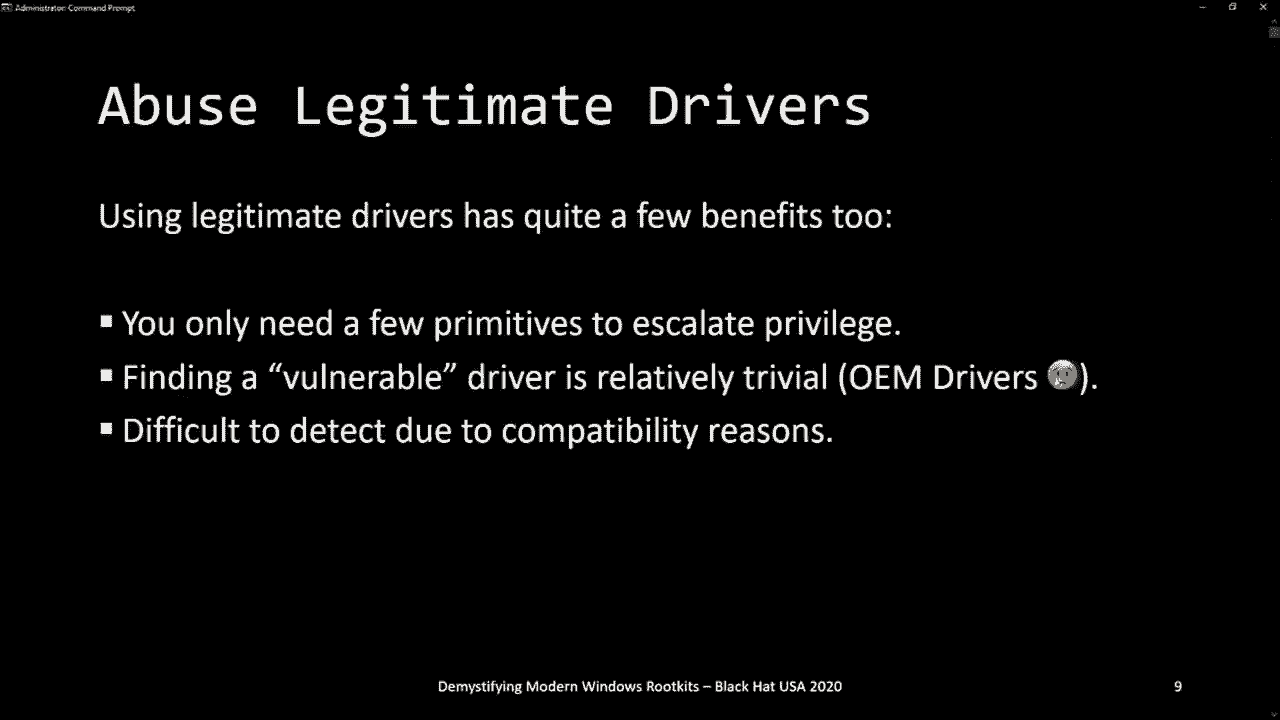 Administrator: Command Prompt
Abuse Legitimate Drivers
Using legitimate drivers has quite a few benefits too:
▪ You only need a few primitives to escalate privilege.
▪ Finding a “vulnerable” driver is relatively trivial (OEM Drivers ).
▪ Difficult to detect due to compatibility reasons.
Demystifying Modern Windows Rootkits – Black Hat USA 2020
9